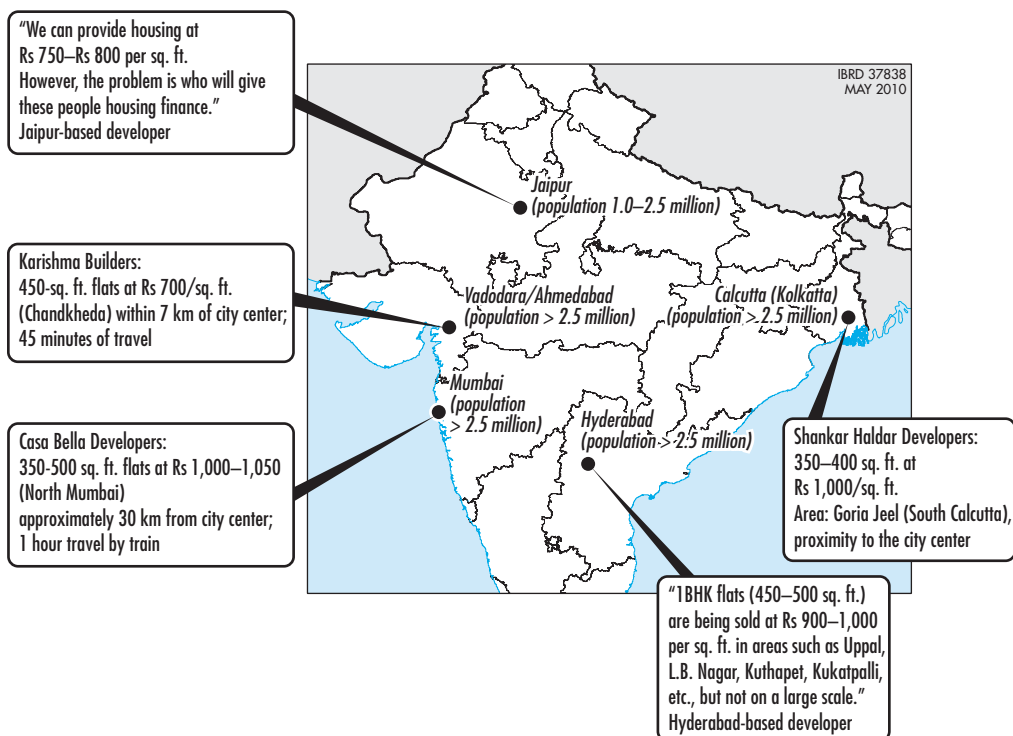 “We can provide housing at
Rs 750–Rs 800 per sq. ft.
However, the problem is who will give
these people housing finance.”
Jaipur-based developer
IBRD 37838
MAY 2010
Jaipur
(population 1.0–2.5 million)
Karishma Builders:
450-sq. ft. flats at Rs 700/sq. ft.
(Chandkheda) within 7 km of city center;
45 minutes of travel
Vadodara/Ahmedabad
(population > 2.5 million)
Calcutta (Kolkatta)
(population > 2.5 million)
Mumbai
(population
> 2.5 million)
Hyderabad
(population > 2.5 million)
Casa Bella Developers:
350-500 sq. ft. flats at Rs 1,000–1,050
(North Mumbai)
approximately 30 km from city center;
1 hour travel by train
Shankar Haldar Developers:
350–400 sq. ft. at
Rs 1,000/sq. ft.
Area: Goria Jeel (South Calcutta),
proximity to the city center
“1BHK flats (450–500 sq. ft.)
are being sold at Rs 900–1,000
per sq. ft. in areas such as Uppal,
L.B. Nagar, Kuthapet, Kukatpalli,
etc., but not on a large scale.”
Hyderabad-based developer